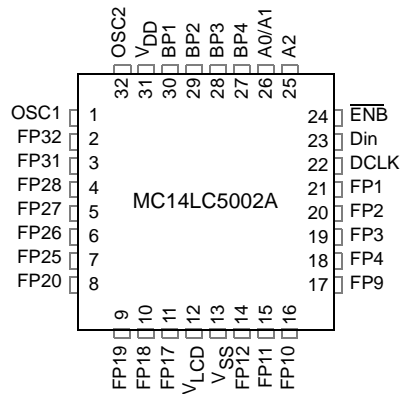 OSC2
VDD
BP1
BP2
BP3
BP4
A0/A1
A2
32
31
30
29
28
27
26
25
OSC1 1
FP32 2
FP31 3
FP28 4
FP27 5
FP26 6
FP25 7
FP20 8
MC14LC5002A
24 ENB
23 Din
22 DCLK
21 FP1
20 FP2
19 FP3
18 FP4
17 FP9
9
10
11
12
13
14
15
16
FP19
FP18
FP17
VLCD
VSS
FP12
FP11
FP10